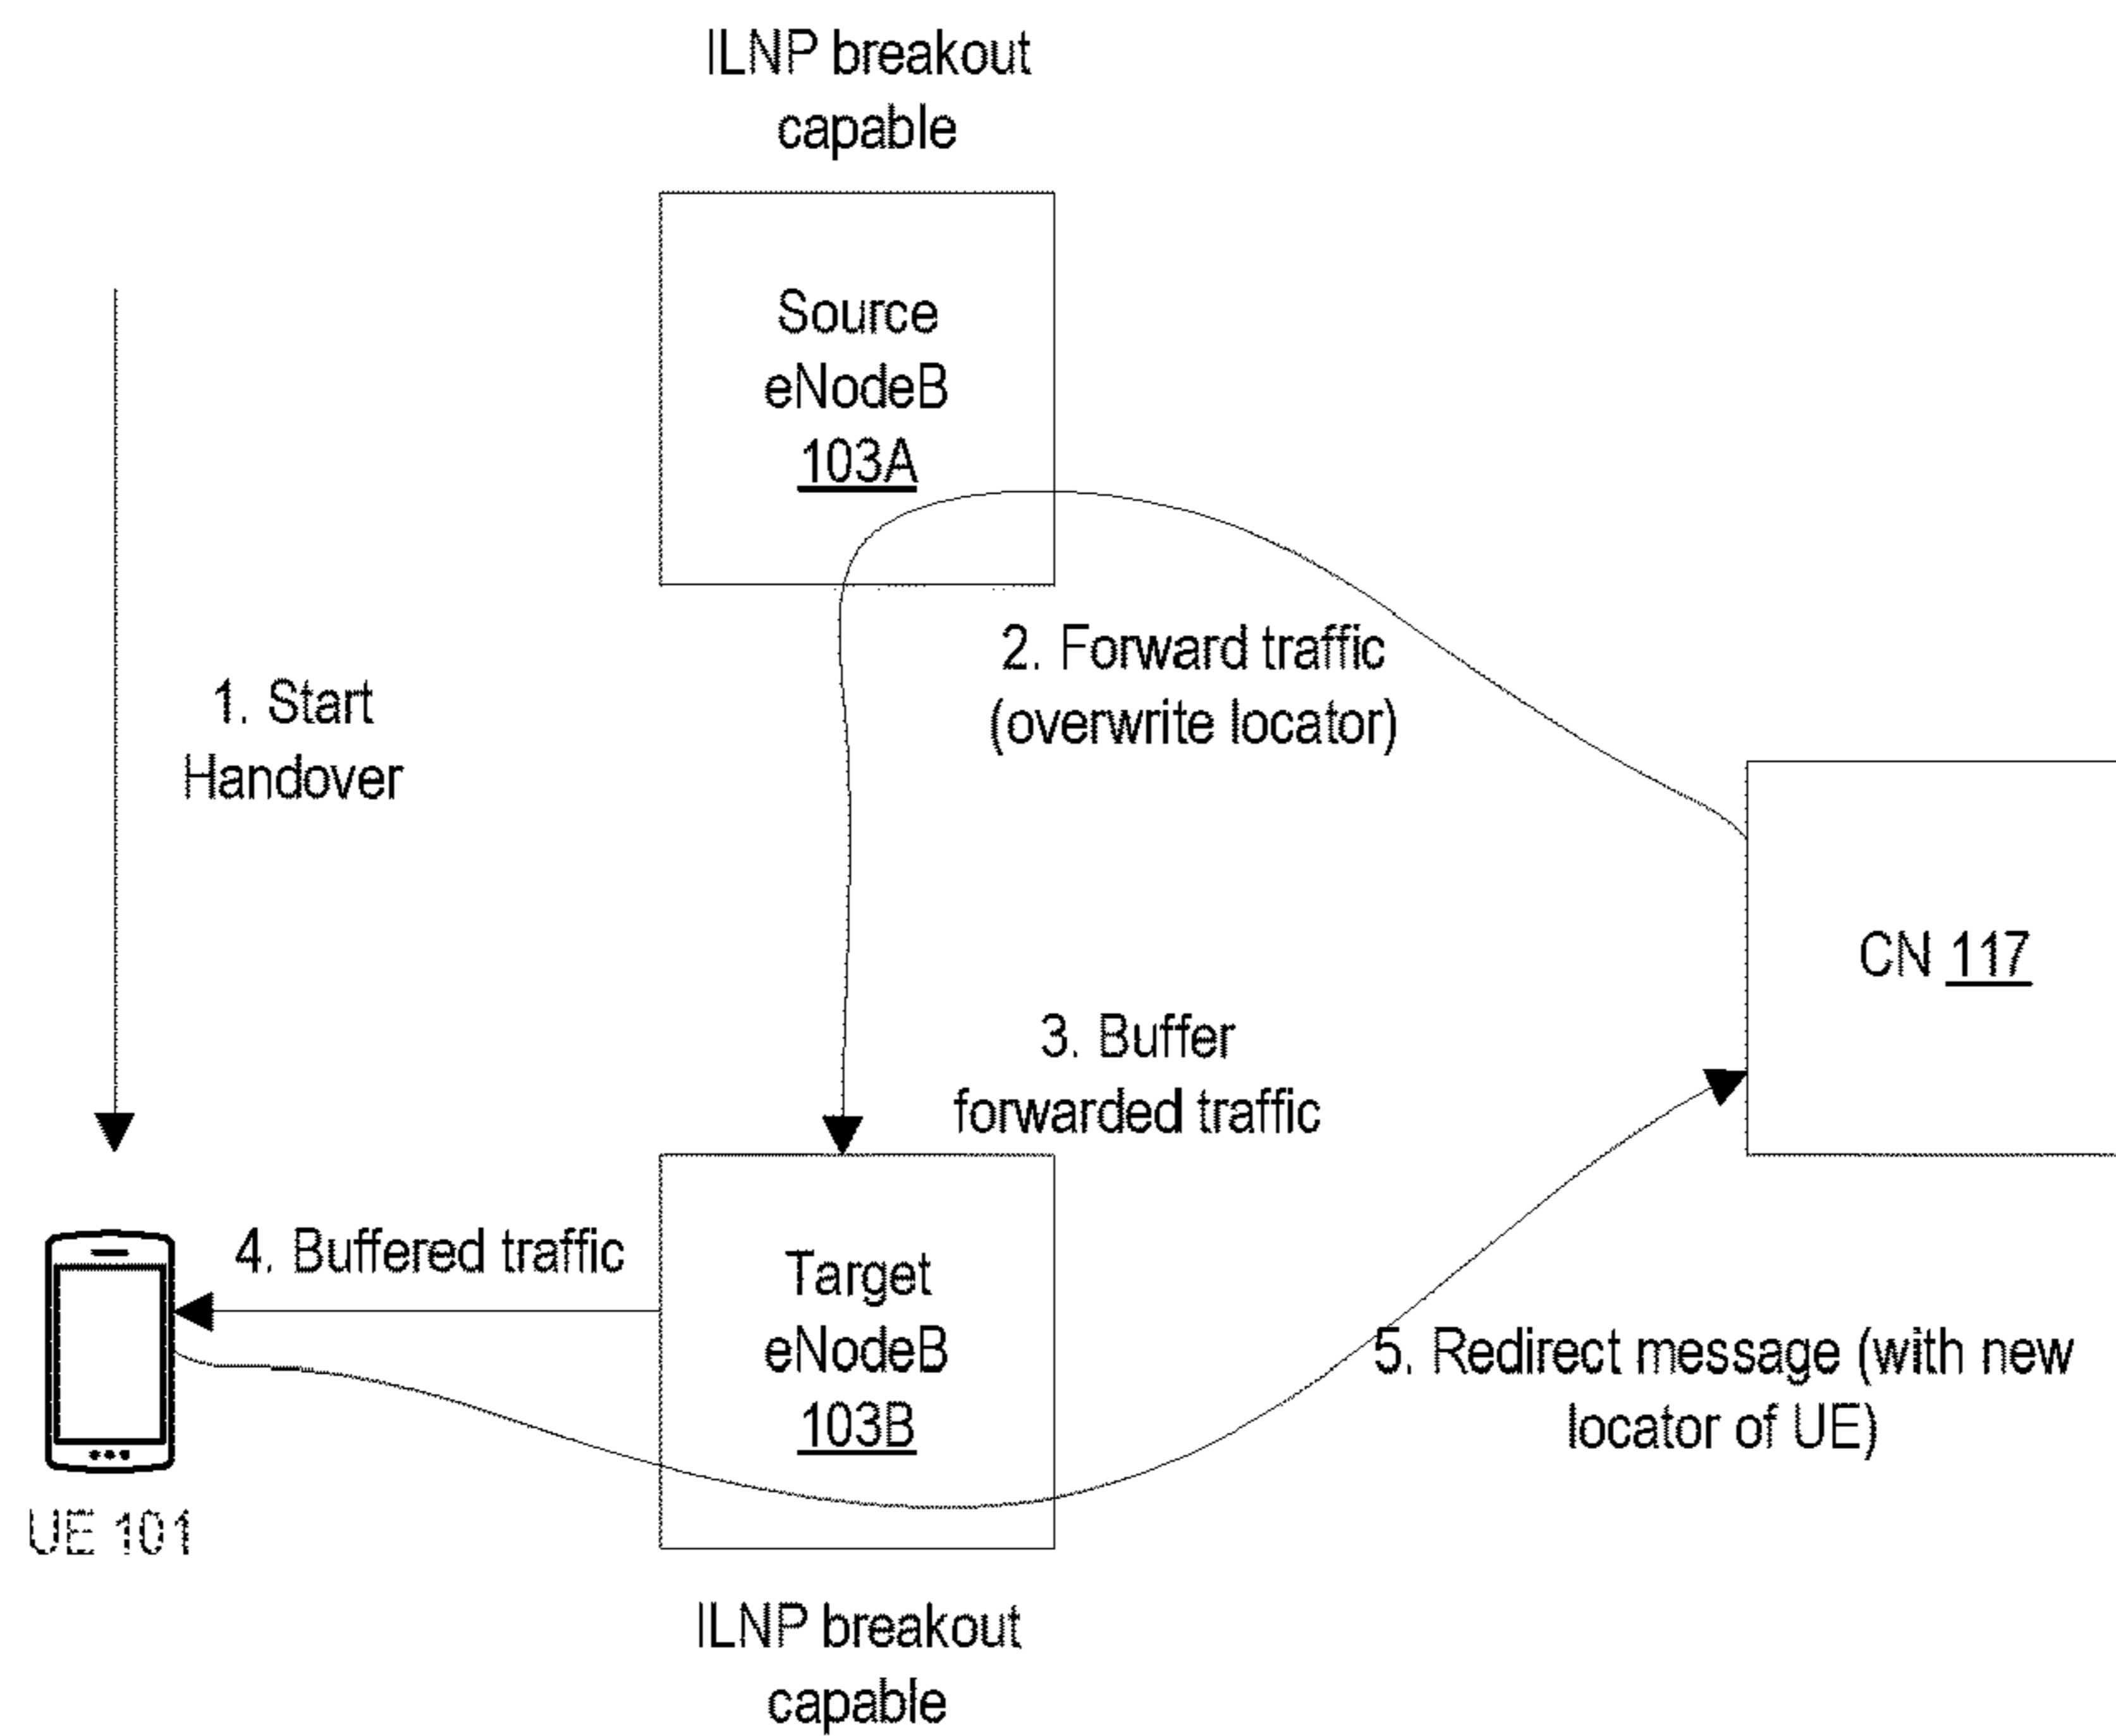 ILNP breakout
capable
Source
eNodeB
103A
1. Start
Handover
2. Forward traffic
(overwrite locator)
CN 117
3. Buffer
forwarded traffic
4. Buffered traffic
Target
eNodeB
103B
5. Redirect message (with new
locator of UE)
UE 101
ILNP breakout
capable